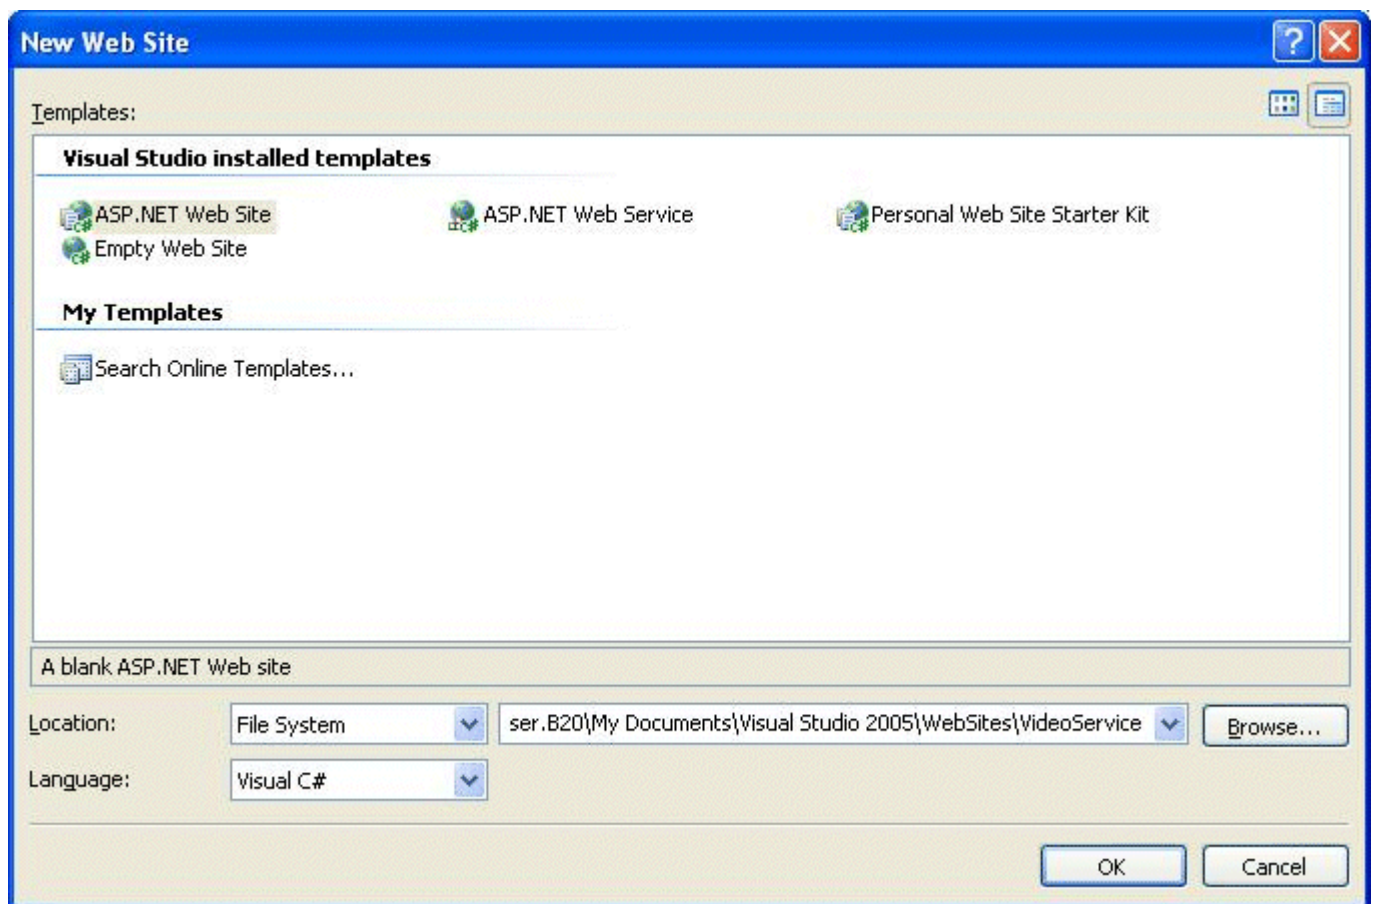 New Web Site
Templates:
Visual Studio installed templates
ASP.NET Web Site ASP.NET Web Service Personal Web Site Starter Kit
Empty Web Site
My Templates
Search Online Templates...
A blank ASP.NET Web site
Location: File System ser.B20\My Documents\Visual Studio 2005\WebSites\VideoService Browse...
Language: Visual C#
OK Cancel